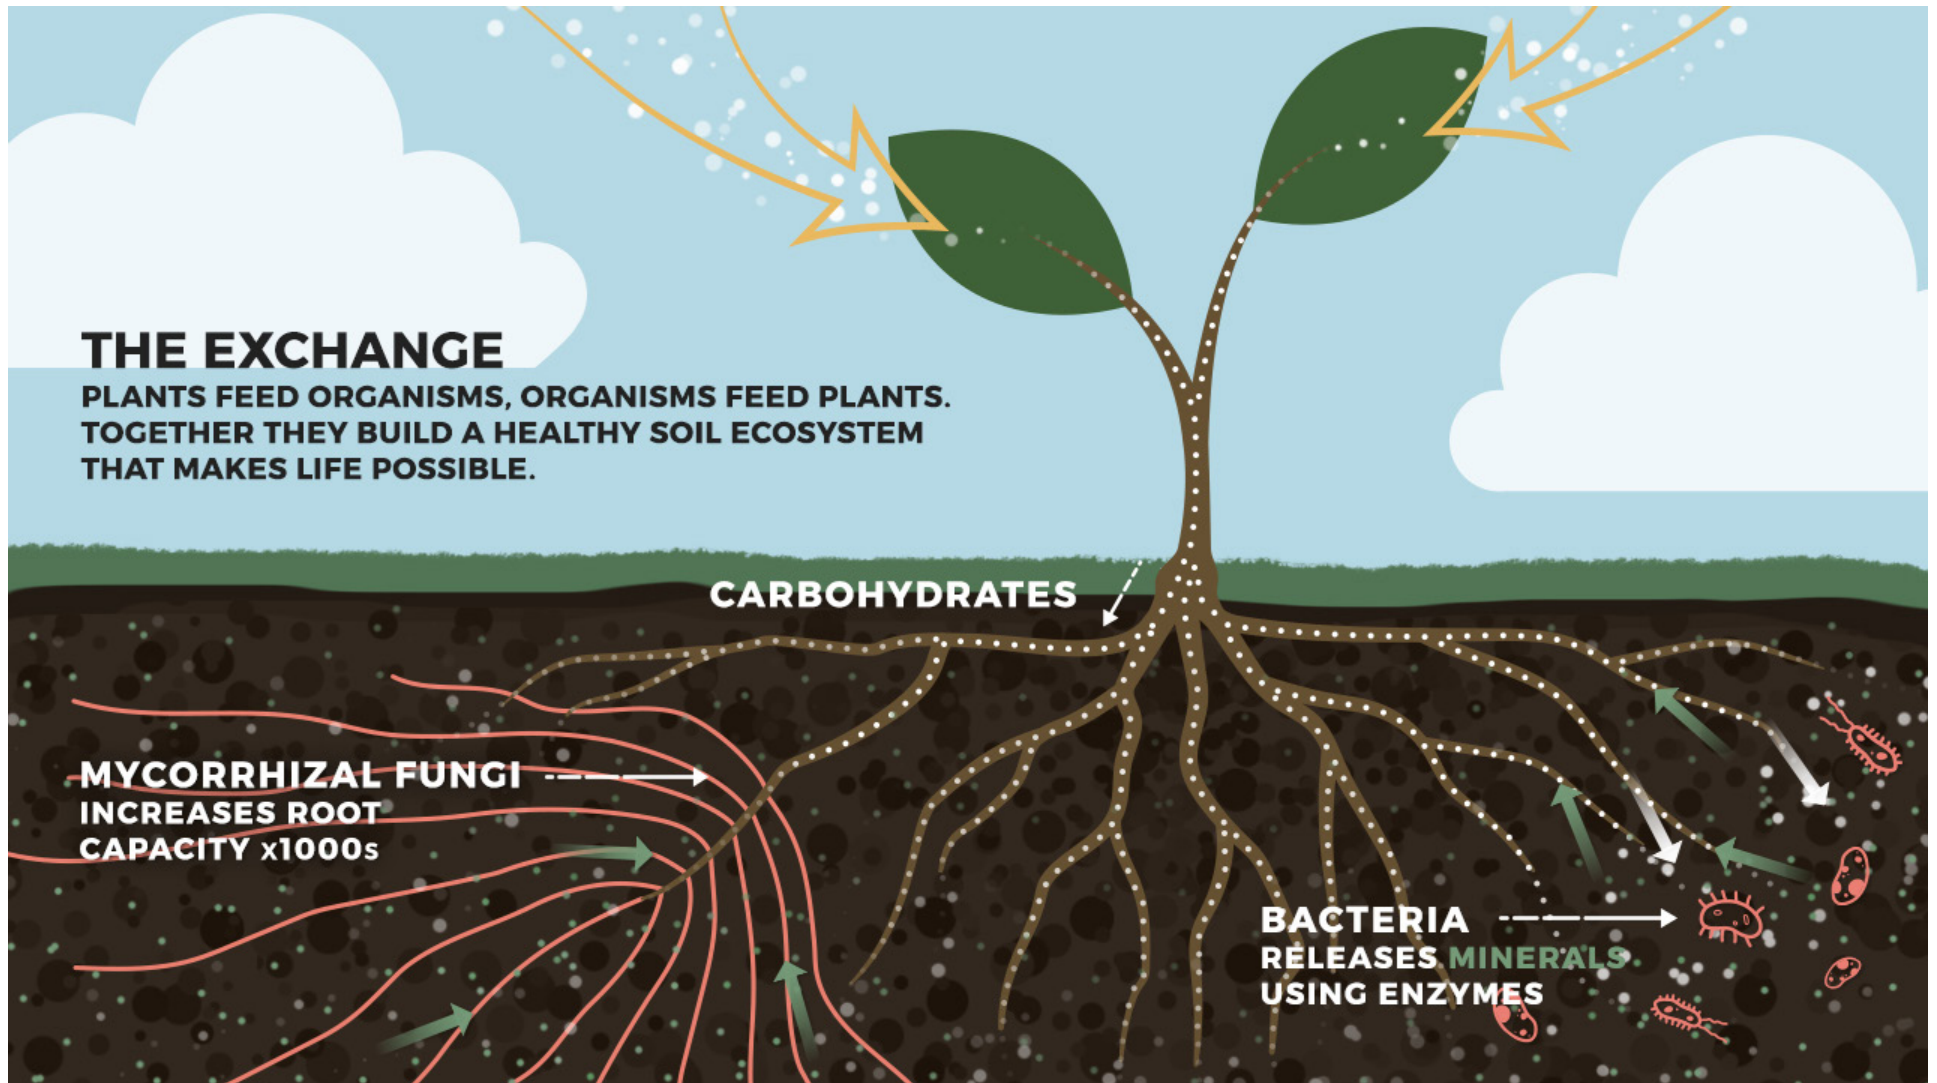 THE EXCHANGE
PLANTS FEED ORGANISMS, ORGANISMS FEED PLANTS.
TOGETHER THEY BUILD A HEALTHY SOIL ECOSYSTEM
THAT MAKES LIFE POSSIBLE.
CARBOHYDRATES
MYCORRHIZAL FUNGI
INCREASES ROOT
CAPACITY x1000s
BACTERIA
RELEASES MINERALS
USING ENZYMES